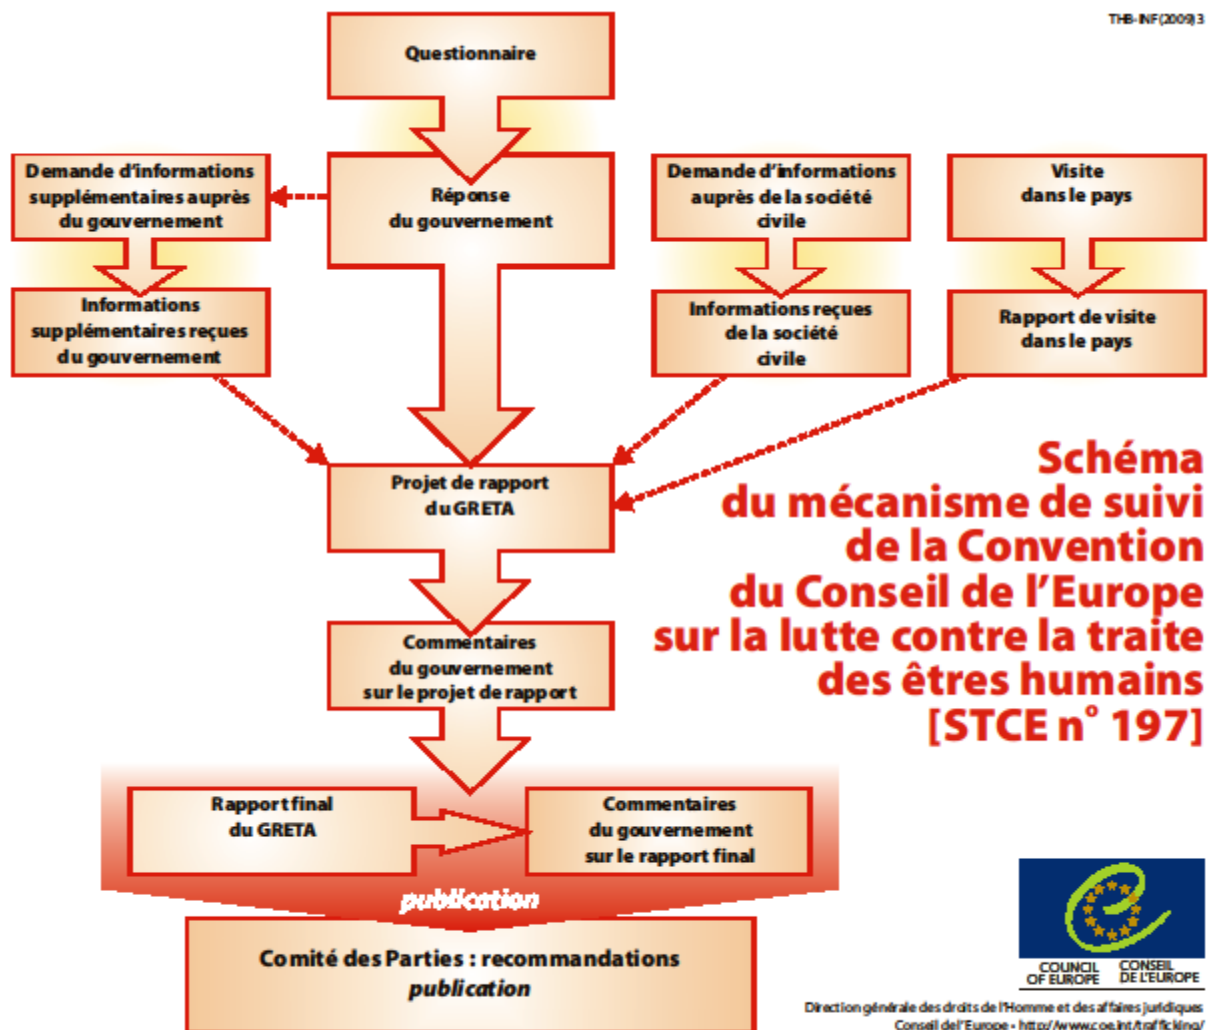 THB-INF(2009)3
Questionnaire
Demande d'informations
supplémentaires auprès
du gouvernement
Réponse
du gouvernement
Demande d'informations
auprès de la société
civile
Visite
dans le pays
Informations
supplémentaires reçues
du gouvernement
Informations reçues
de la société
civile
Rapport de visite
dans le pays
Projet de rapport
du GRETA
Schéma
du mécanisme de suivi
de la Convention
du Conseil de l'Europe
sur la lutte contre la traite
des êtres humains
[STCE n° 197]
Commentaires
du gouvernement
sur le projet de rapport
Rapport final
du GRETA
Commentaires
du gouvernement
sur le rapport final
publication
Comité des Parties : recommandations
publication
COUNCIL
OF EUROPE
CONSEIL
DE L'EUROPE
Direction générale des droits de l'Homme et des affaires juridiques
Conseil de l'Europe • http://www.coe.int/trafficking/